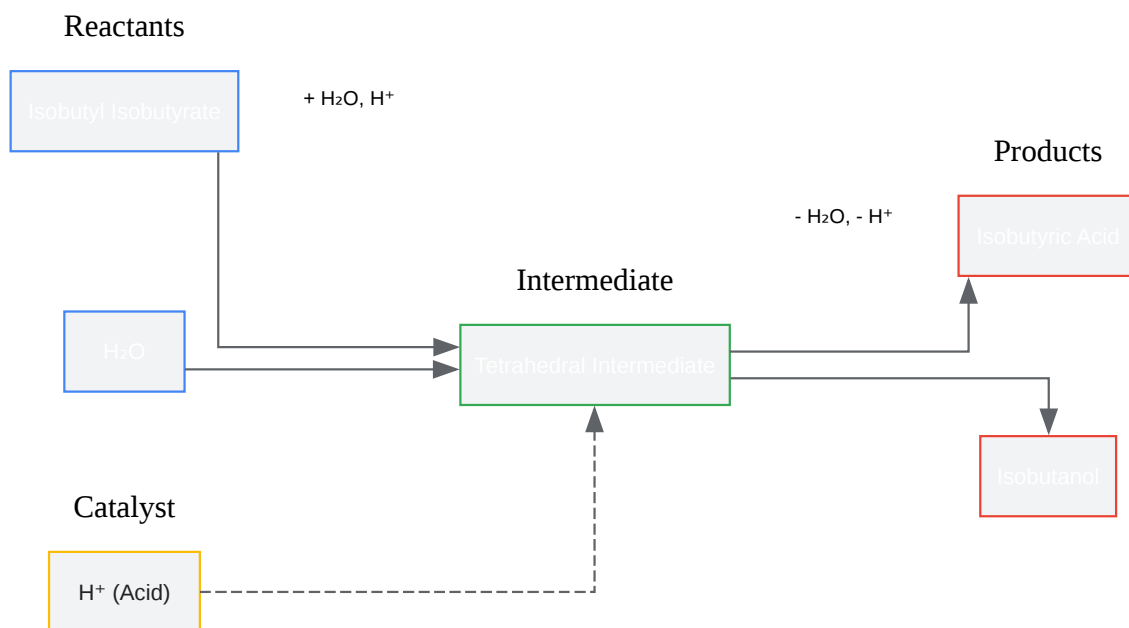 Reactants
Isobutyl Isobutyrate
+ H₂O, H⁺
Products
- H₂O, - H⁺
Isobutyric Acid
Intermediate
H₂O
Tetrahedral Intermediate
Isobutanol
Catalyst
H⁺ (Acid)